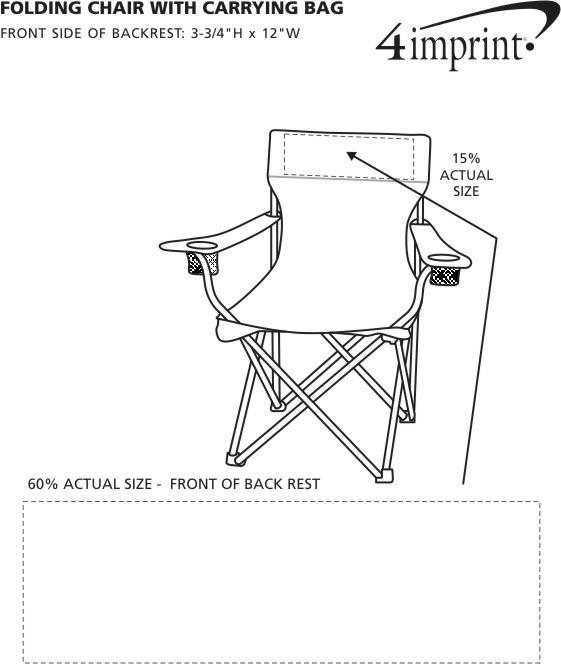 FOLDING CHAIR WITH CARRYING BAG
FRONT SIDE OF BACKREST: 3-3/4"H x 12"W
4imprint®
15%
ACTUAL
SIZE
60% ACTUAL SIZE - FRONT OF BACK REST